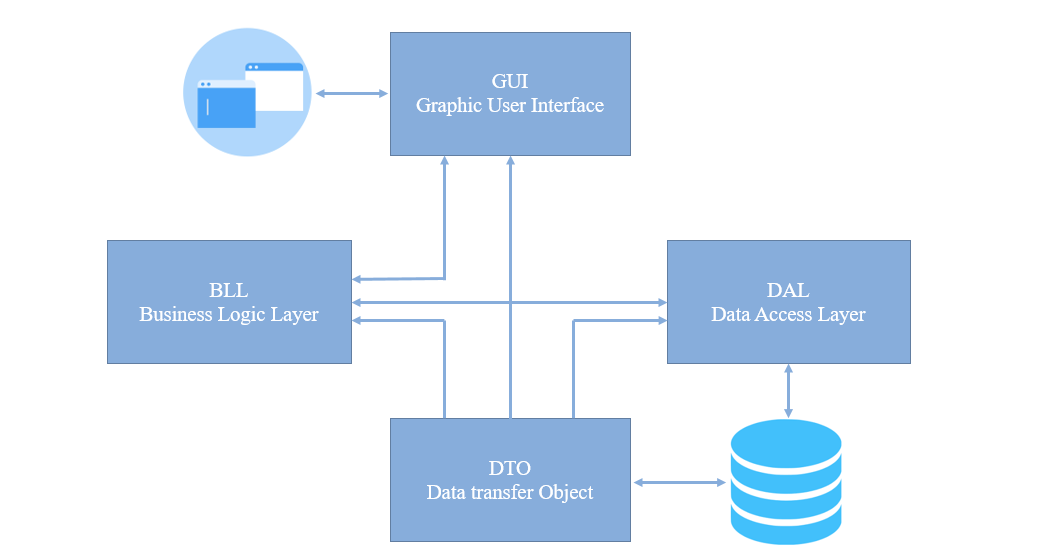 GUI
Graphic User Interface
BLL
Business Logic Layer
DAL
Data Access Layer
DTO
Data transfer Object